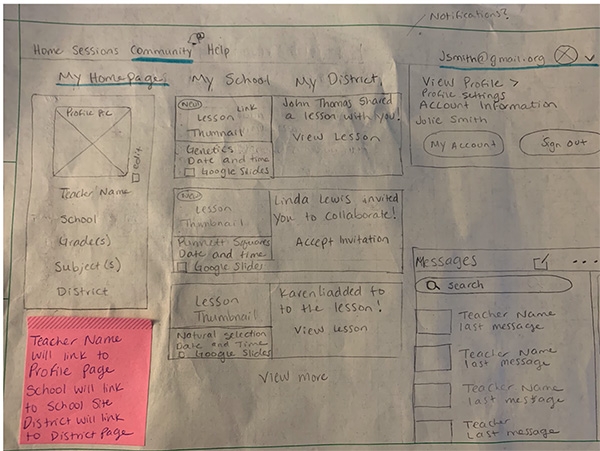 Notifications?
Home Sessions Community Help
Jsmith@gmail.org
My Homepage
My School
My District
Profile Pic
edit
Teacher Name
School
Grade(s)
Subject(s)
District
Teacher Name
will link to
Profile page
School will link
to School Site
District will link
to District page
New
Link
Lesson
Thumnail
Genetics
Date and time
Google Slides
John Thomas Shared
a lesson with you!
View Lesson
New
Lesson
Thumbnail
Punnett Squares
Date and time
Google Slides
Linda Lewis invited
you to collaborate!
Accept Invitation
Lesson
Thumbnail
Natural selection
Date and Time
Google Slides
Karen li added to
to the lesson!
View Lesson
View more
View Profile >
Profile settings
Account Information
Jolie Smith
My Account
Sign out
Messages
...
Search
Teacher Name
last message
Teacher Name
last message
Teacher Name
last message
Teacher
Last message